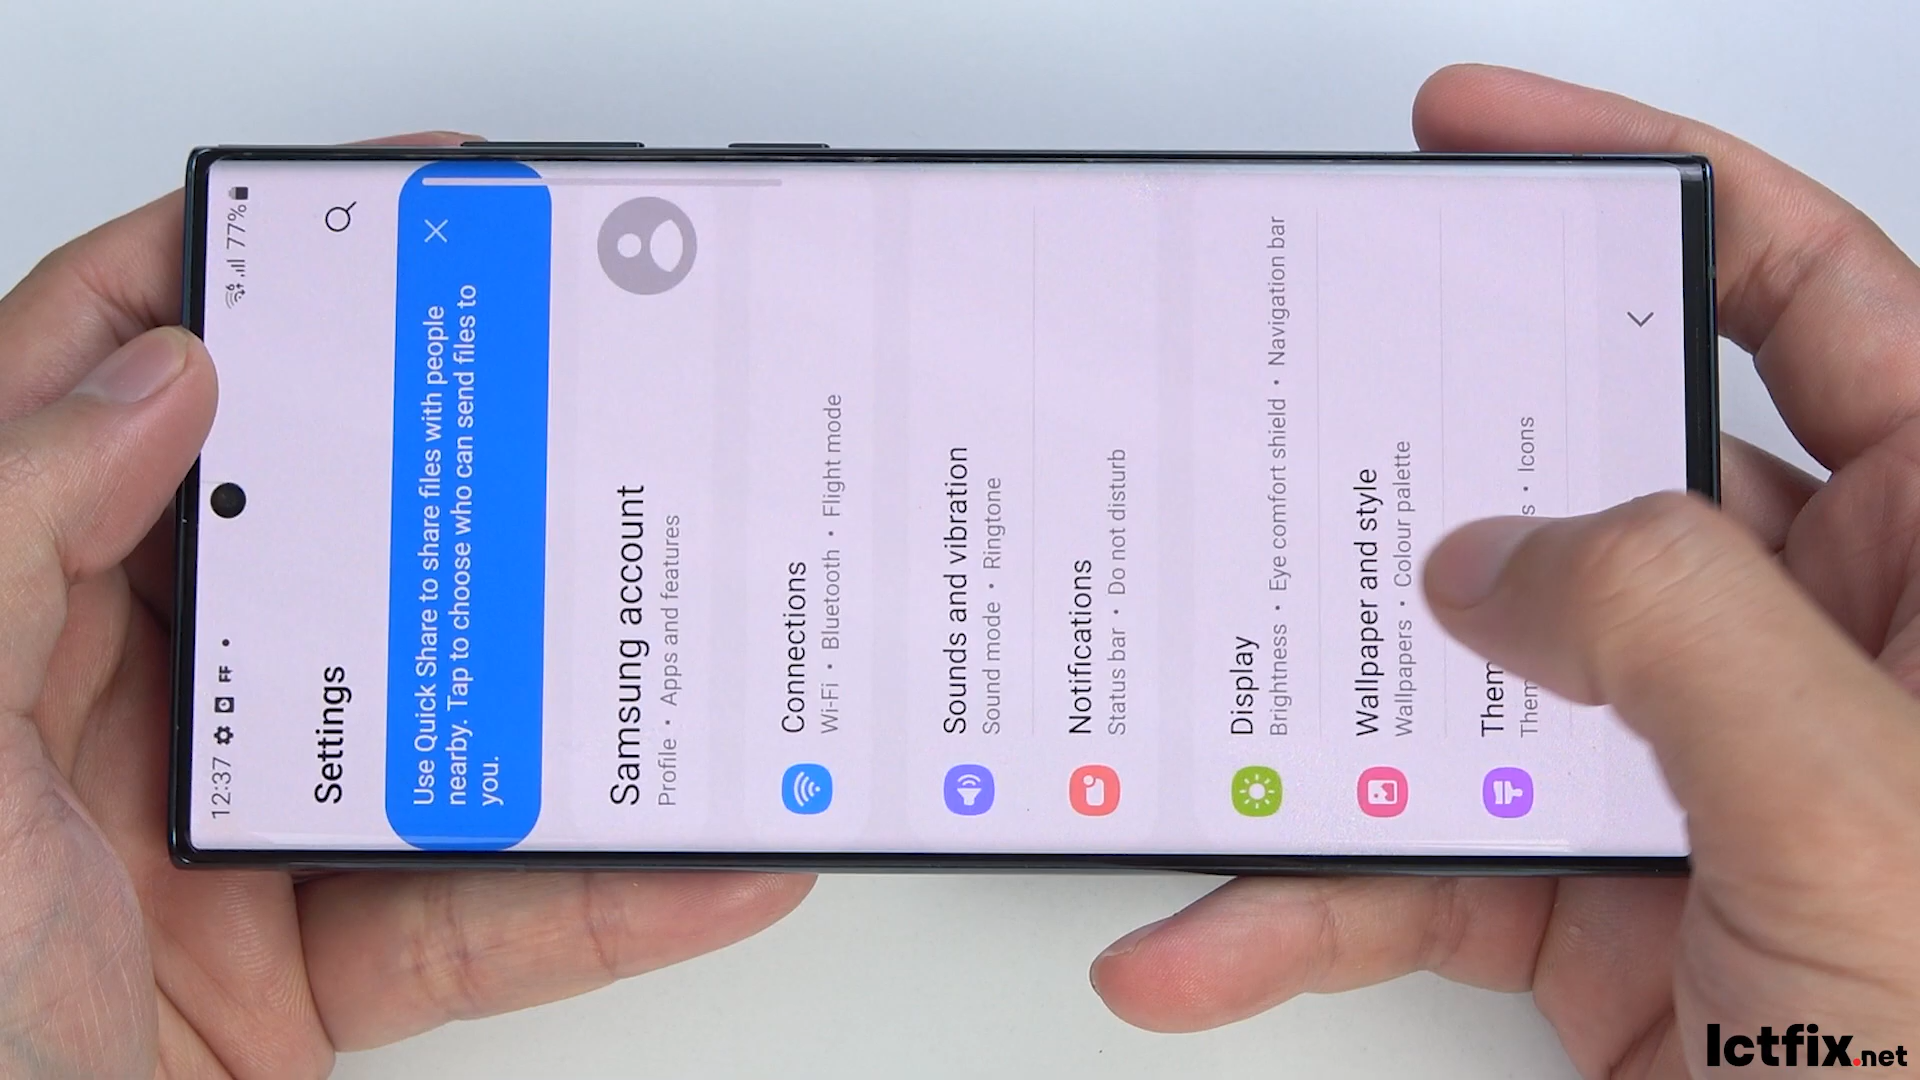 12:37 FF • 77%
Settings
Use Quick Share to share files with people
nearby. Tap to choose who can send files to
you.
Samsung account
Profile • Apps and features
Connections
Wi-Fi • Bluetooth • Flight mode
Sounds and vibration
Sound mode • Ringtone
Notifications
Status bar • Do not disturb
Display
Brightness • Eye comfort shield • Navigation bar
Wallpaper and style
Wallpapers • Colour palette
• Icons
Ictfix.net